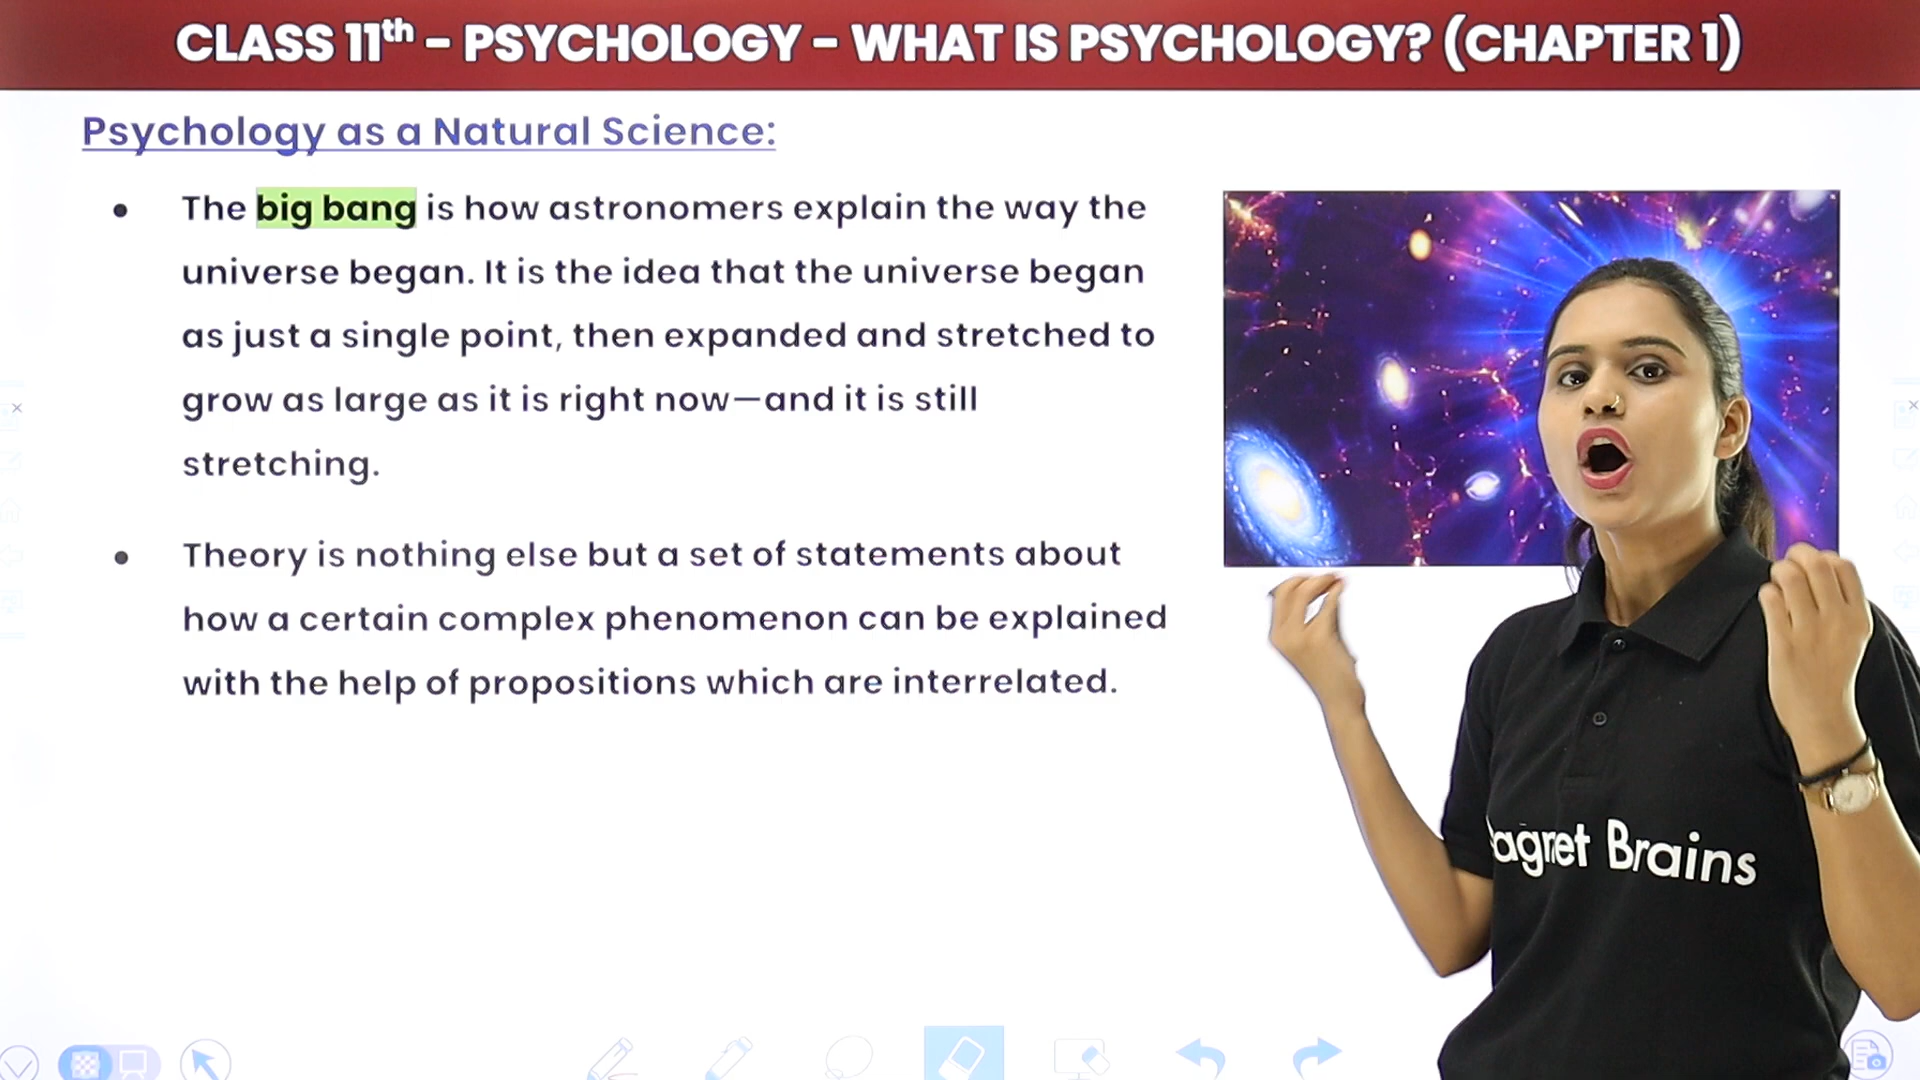 CLASS 11th – PSYCHOLOGY – WHAT IS PSYCHOLOGY? (CHAPTER 1)
Psychology as a Natural Science:
• The big bang is how astronomers explain the way the
universe began. It is the idea that the universe began
as just a single point, then expanded and stretched to
grow as large as it is right now—and it is still
stretching.
• Theory is nothing else but a set of statements about
how a certain complex phenomenon can be explained
with the help of propositions which are interrelated.
agnet Brains